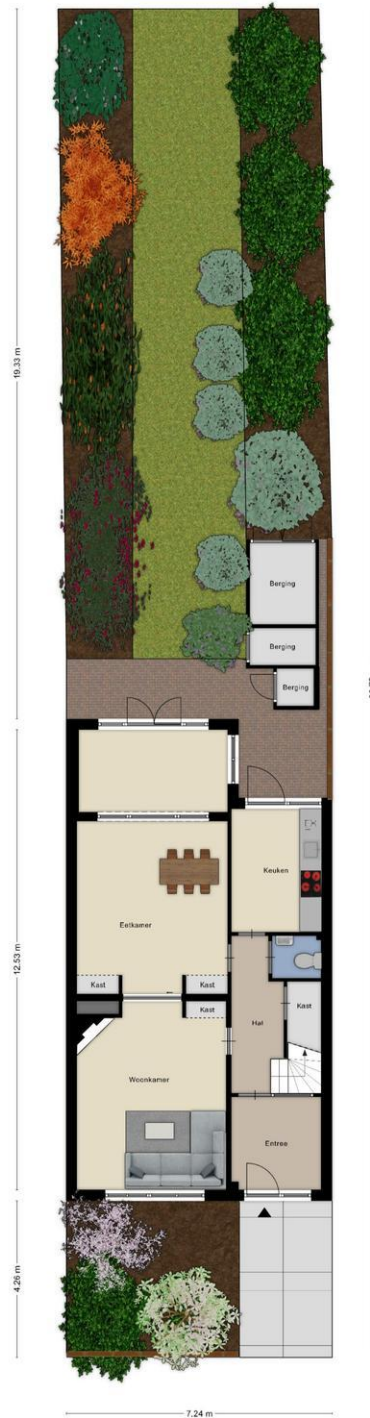 19.33 m
Berging
Berging
Berging
Keuken
Eetkamer
12.53 m
Kast
Kast
Kast
Kast
Hal
Woonkamer
Entree
4.26 m
7.24 m